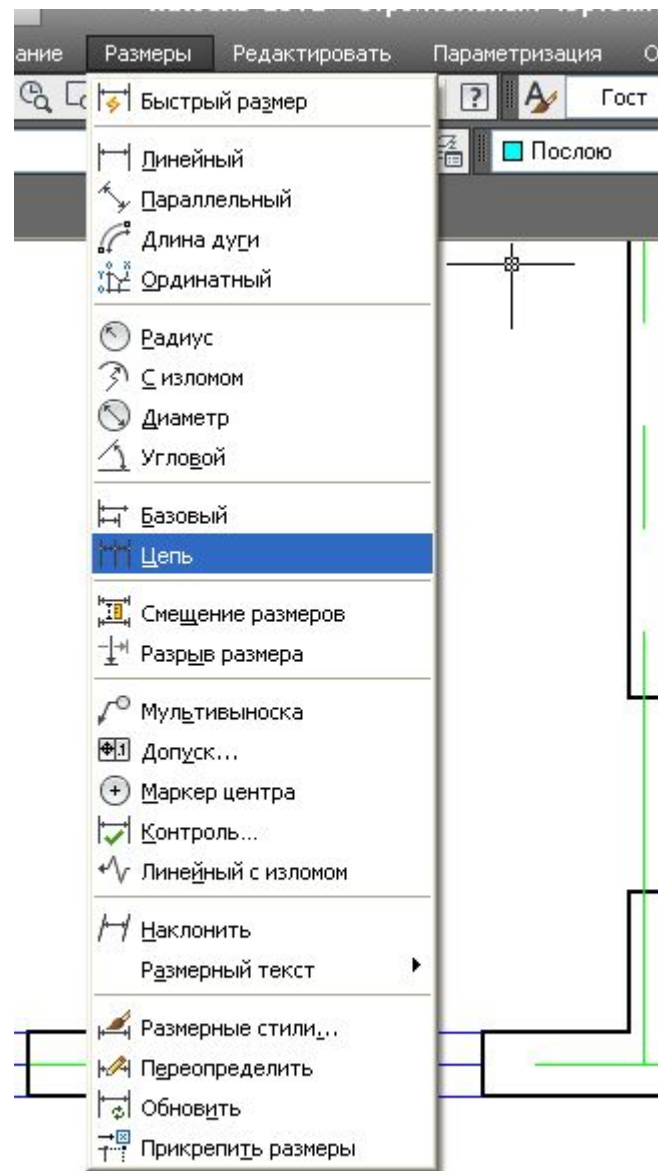 ание Размеры Редактировать Параметризация О
Быстрый размер
? Гост
Линейный
Послою
Параллельный
Длина дуги
Ординатный
Радиус
С изломом
Диаметр
Угловой
Базовый
Цепь
Смещение размеров
Разрыв размера
Мультивыноска
Допуск...
Маркер центра
Контроль...
Линейный с изломом
Наклонить
Размерный текст
Размерные стили...
Переопределить
Обновить
Прикрепить размеры